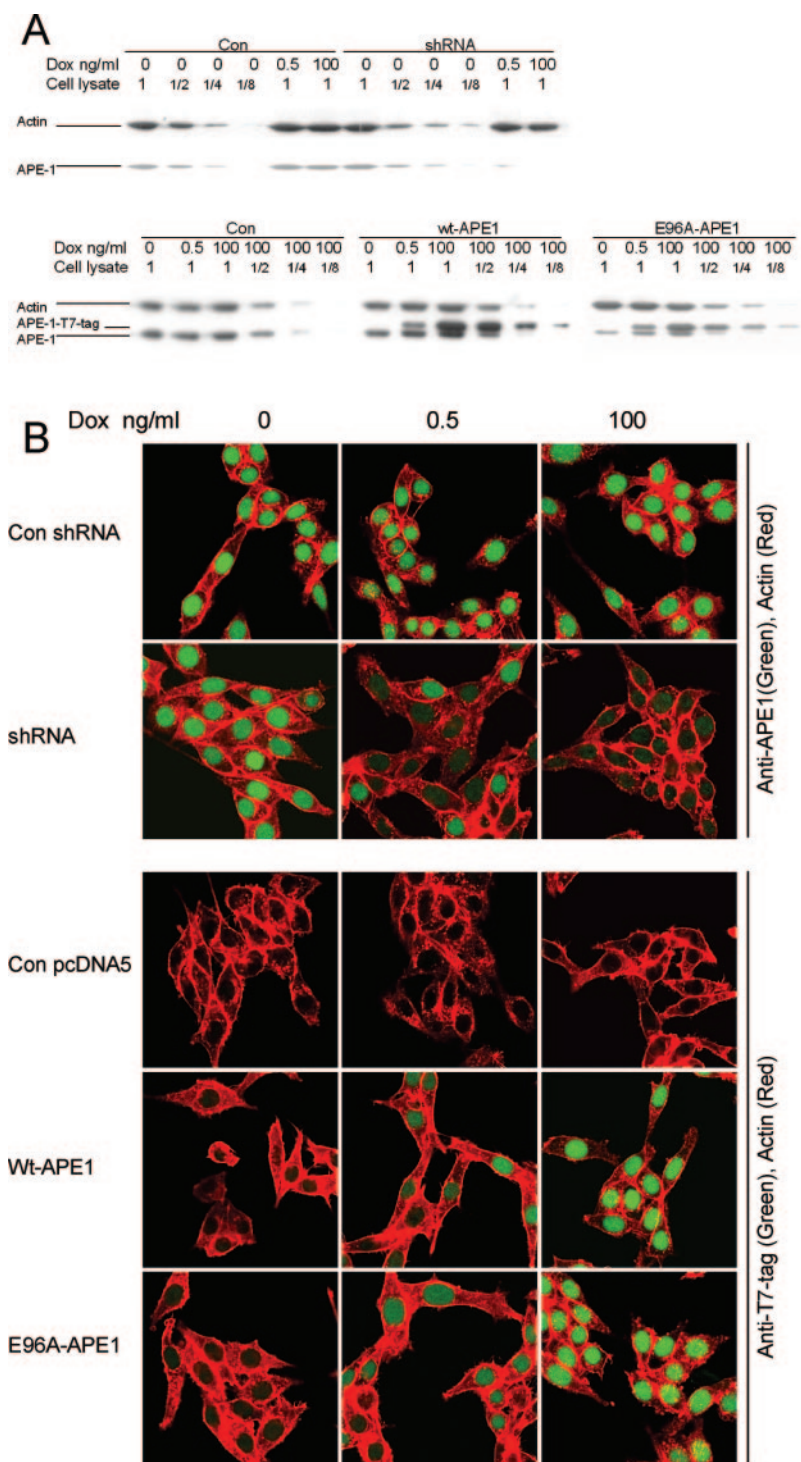 A
Con shRNA
Dox ng/ml 0 0 0 0 0.5 100 0 0 0 0 0.5 100
Cell lysate 1 1/2 1/4 1/8 1 1 1 1/2 1/4 1/8 1 1
Actin
APE-1
Con wt-APE1 E96A-APE1
Dox ng/ml 0 0.5 100 100 100 100 0 0.5 100 100 100 100 0 0.5 100 100 100 100
Cell lysate 1 1 1 1/2 1/4 1/8 1 1 1 1/2 1/4 1/8 1 1 1 1/2 1/4 1/8
Actin
APE-1-T7-tag
APE-1
B
Dox ng/ml 0 0.5 100
Con shRNA
shRNA
Anti-APE1(Green), Actin (Red)
Con pcDNA5
Wt-APE1
E96A-APE1
Anti-T7-tag (Green), Actin (Red)